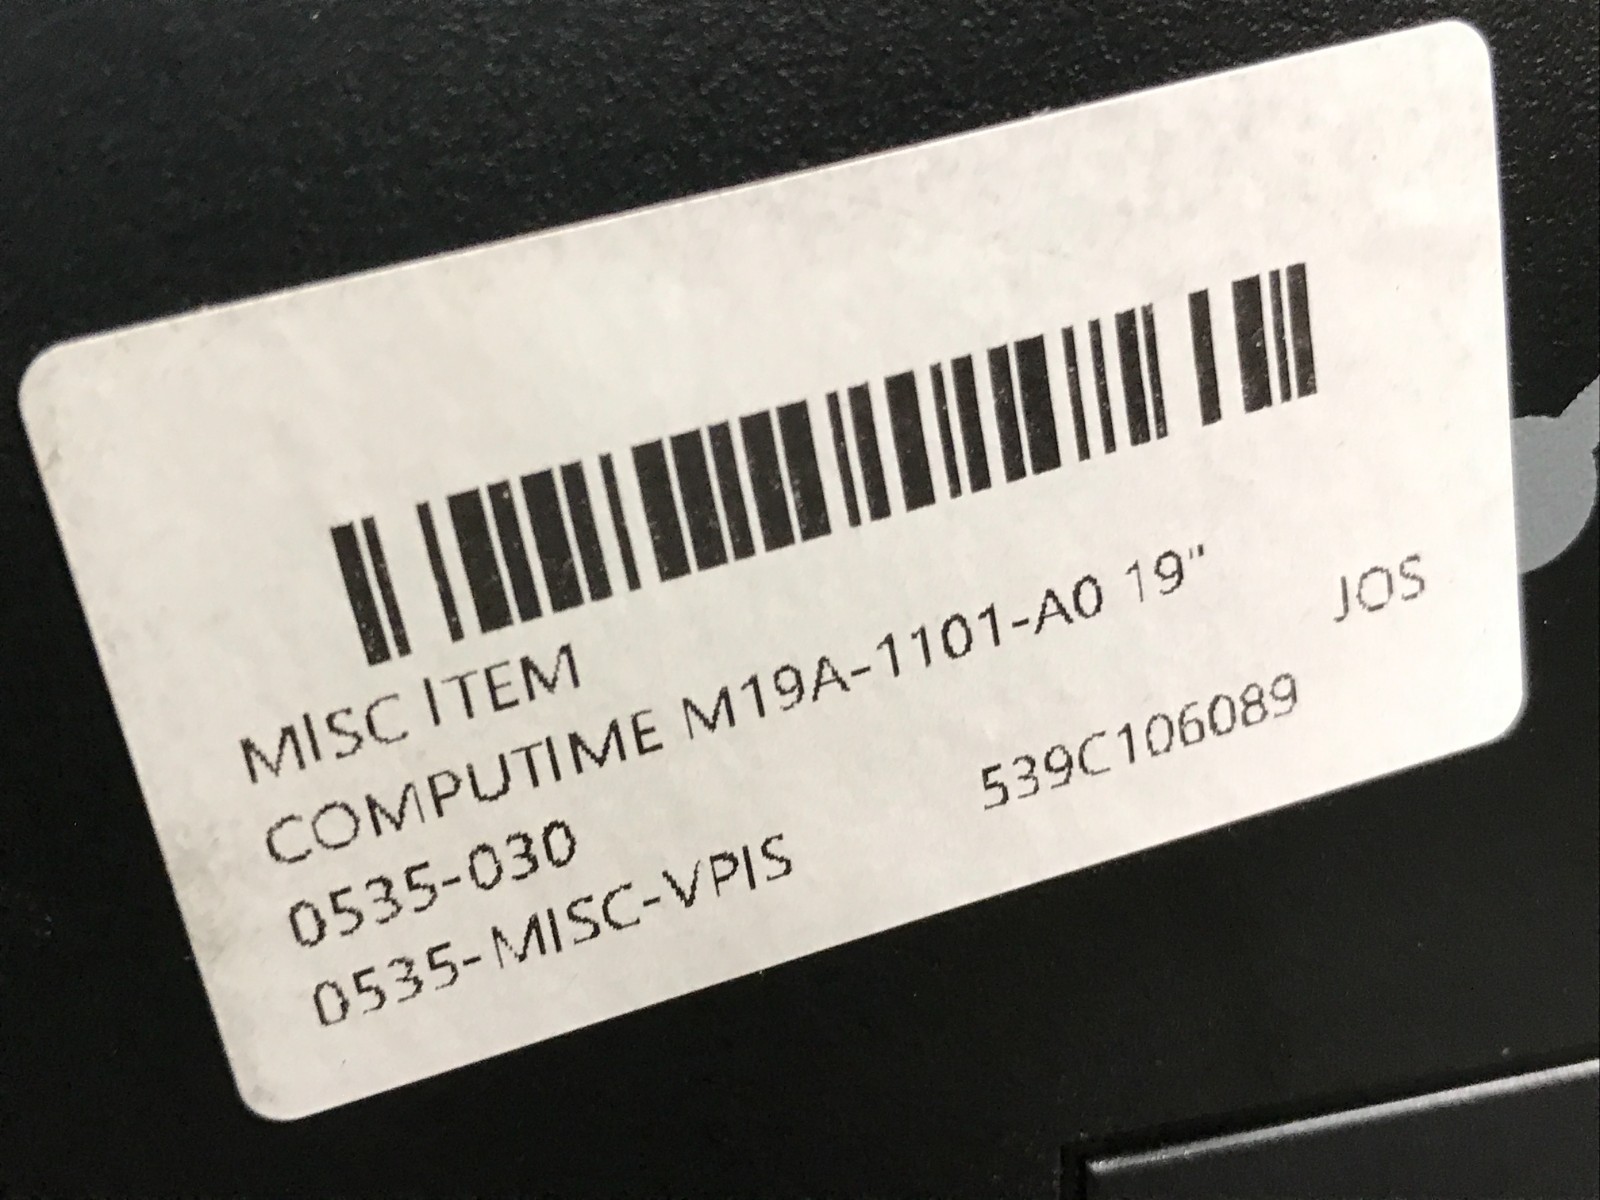 MISC ITEM
COMPUTIME M19A-1101-A0 19" JOS
0535-030 539C106089
0535-MISC-VPIS